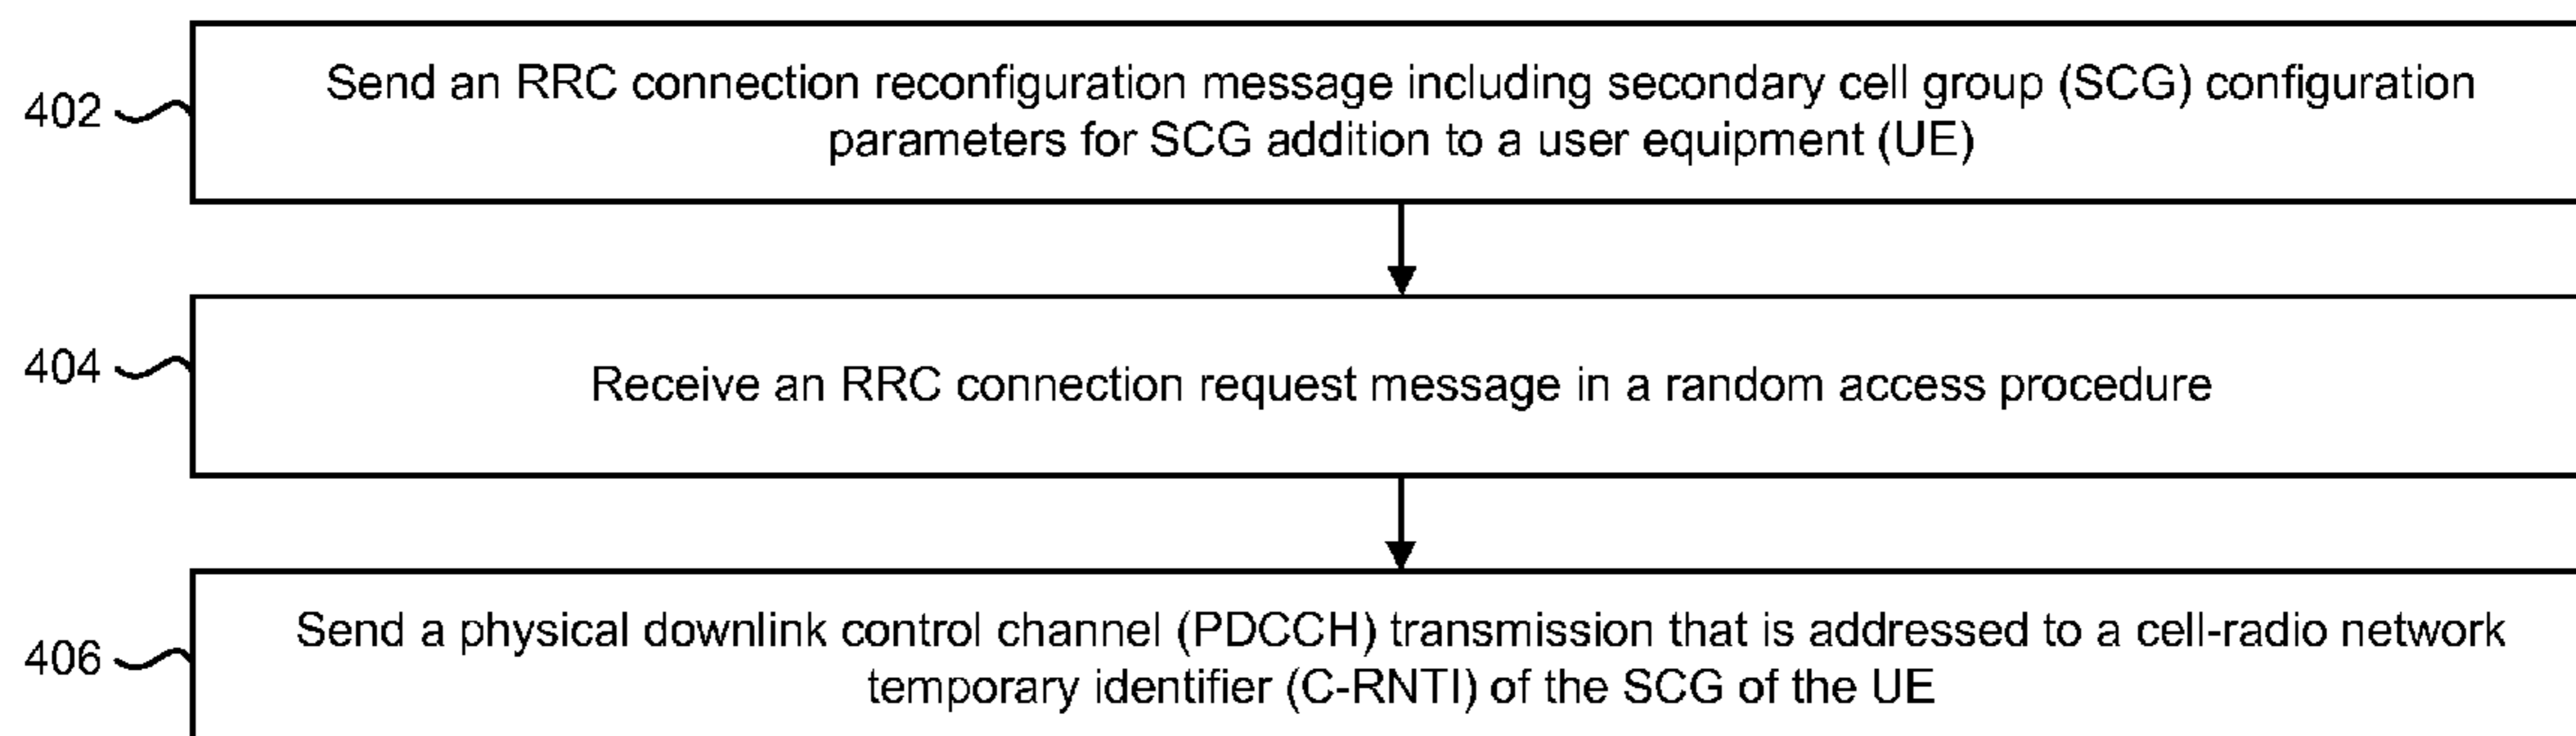 Send an RRC connection reconfiguration message including secondary cell group (SCG) configuration
402
parameters for SCG addition to a user equipment (UE)
404
Receive an RRC connection request message in a random access procedure
Send a physical downlink control channel (PDCCH) transmission that is addressed to a cell-radio network
406
temporary identifier (C-RNTI) of the SCG of the UE